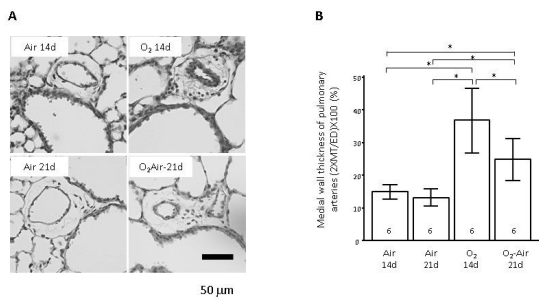 A
Air 14d
O₂ 14d
Air 21d
O₂Air-21d
50 µm
B
Medial wall thickness of pulmonary
arteries (2XMT/ED)X100 (%)
50
40
30
20
10
0
*
*
*
*
*
6
6
6
6
Air
14d
Air
21d
O₂
14d
O₂-Air
21d